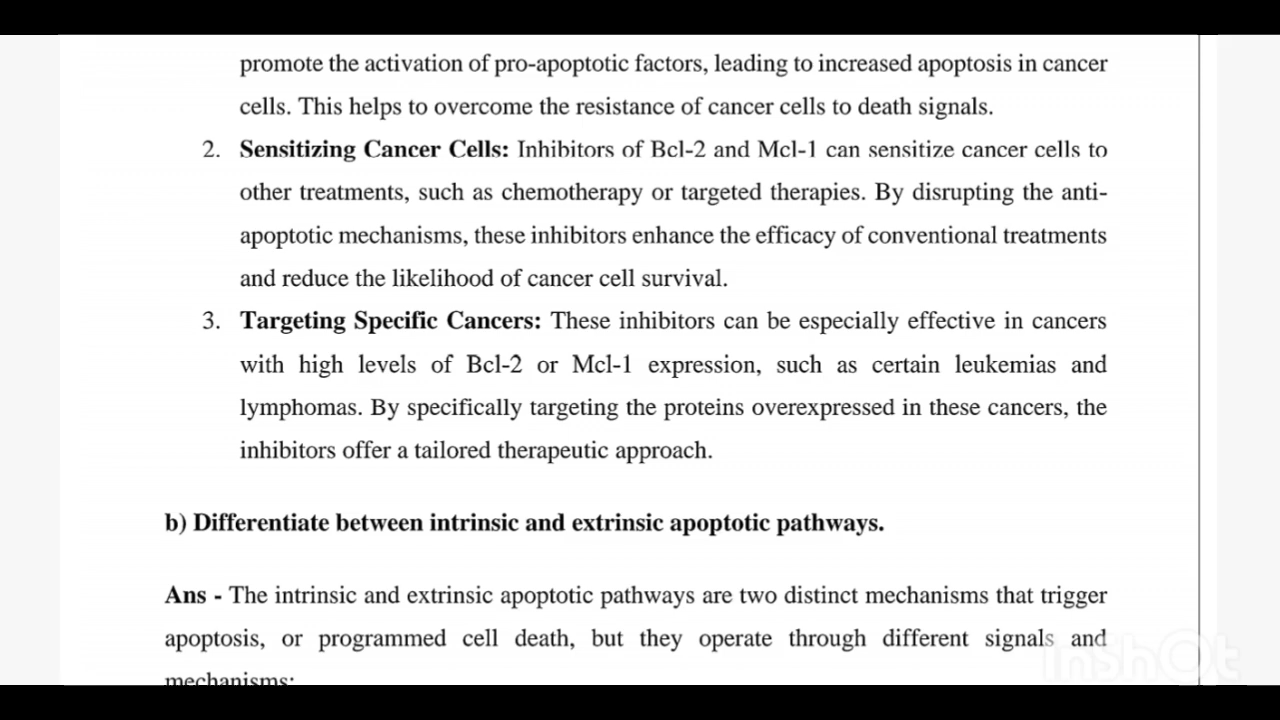 promote the activation of pro-apoptotic factors, leading to increased apoptosis in cancer
cells. This helps to overcome the resistance of cancer cells to death signals.
2. Sensitizing Cancer Cells: Inhibitors of Bcl-2 and Mcl-1 can sensitize cancer cells to
other treatments, such as chemotherapy or targeted therapies. By disrupting the anti-
apoptotic mechanisms, these inhibitors enhance the efficacy of conventional treatments
and reduce the likelihood of cancer cell survival.
3. Targeting Specific Cancers: These inhibitors can be especially effective in cancers
with high levels of Bcl-2 or Mcl-1 expression, such as certain leukemias and
lymphomas. By specifically targeting the proteins overexpressed in these cancers, the
inhibitors offer a tailored therapeutic approach.
b) Differentiate between intrinsic and extrinsic apoptotic pathways.
Ans - The intrinsic and extrinsic apoptotic pathways are two distinct mechanisms that trigger
apoptosis, or programmed cell death, but they operate through different signals and
mechanisms:
InShOt